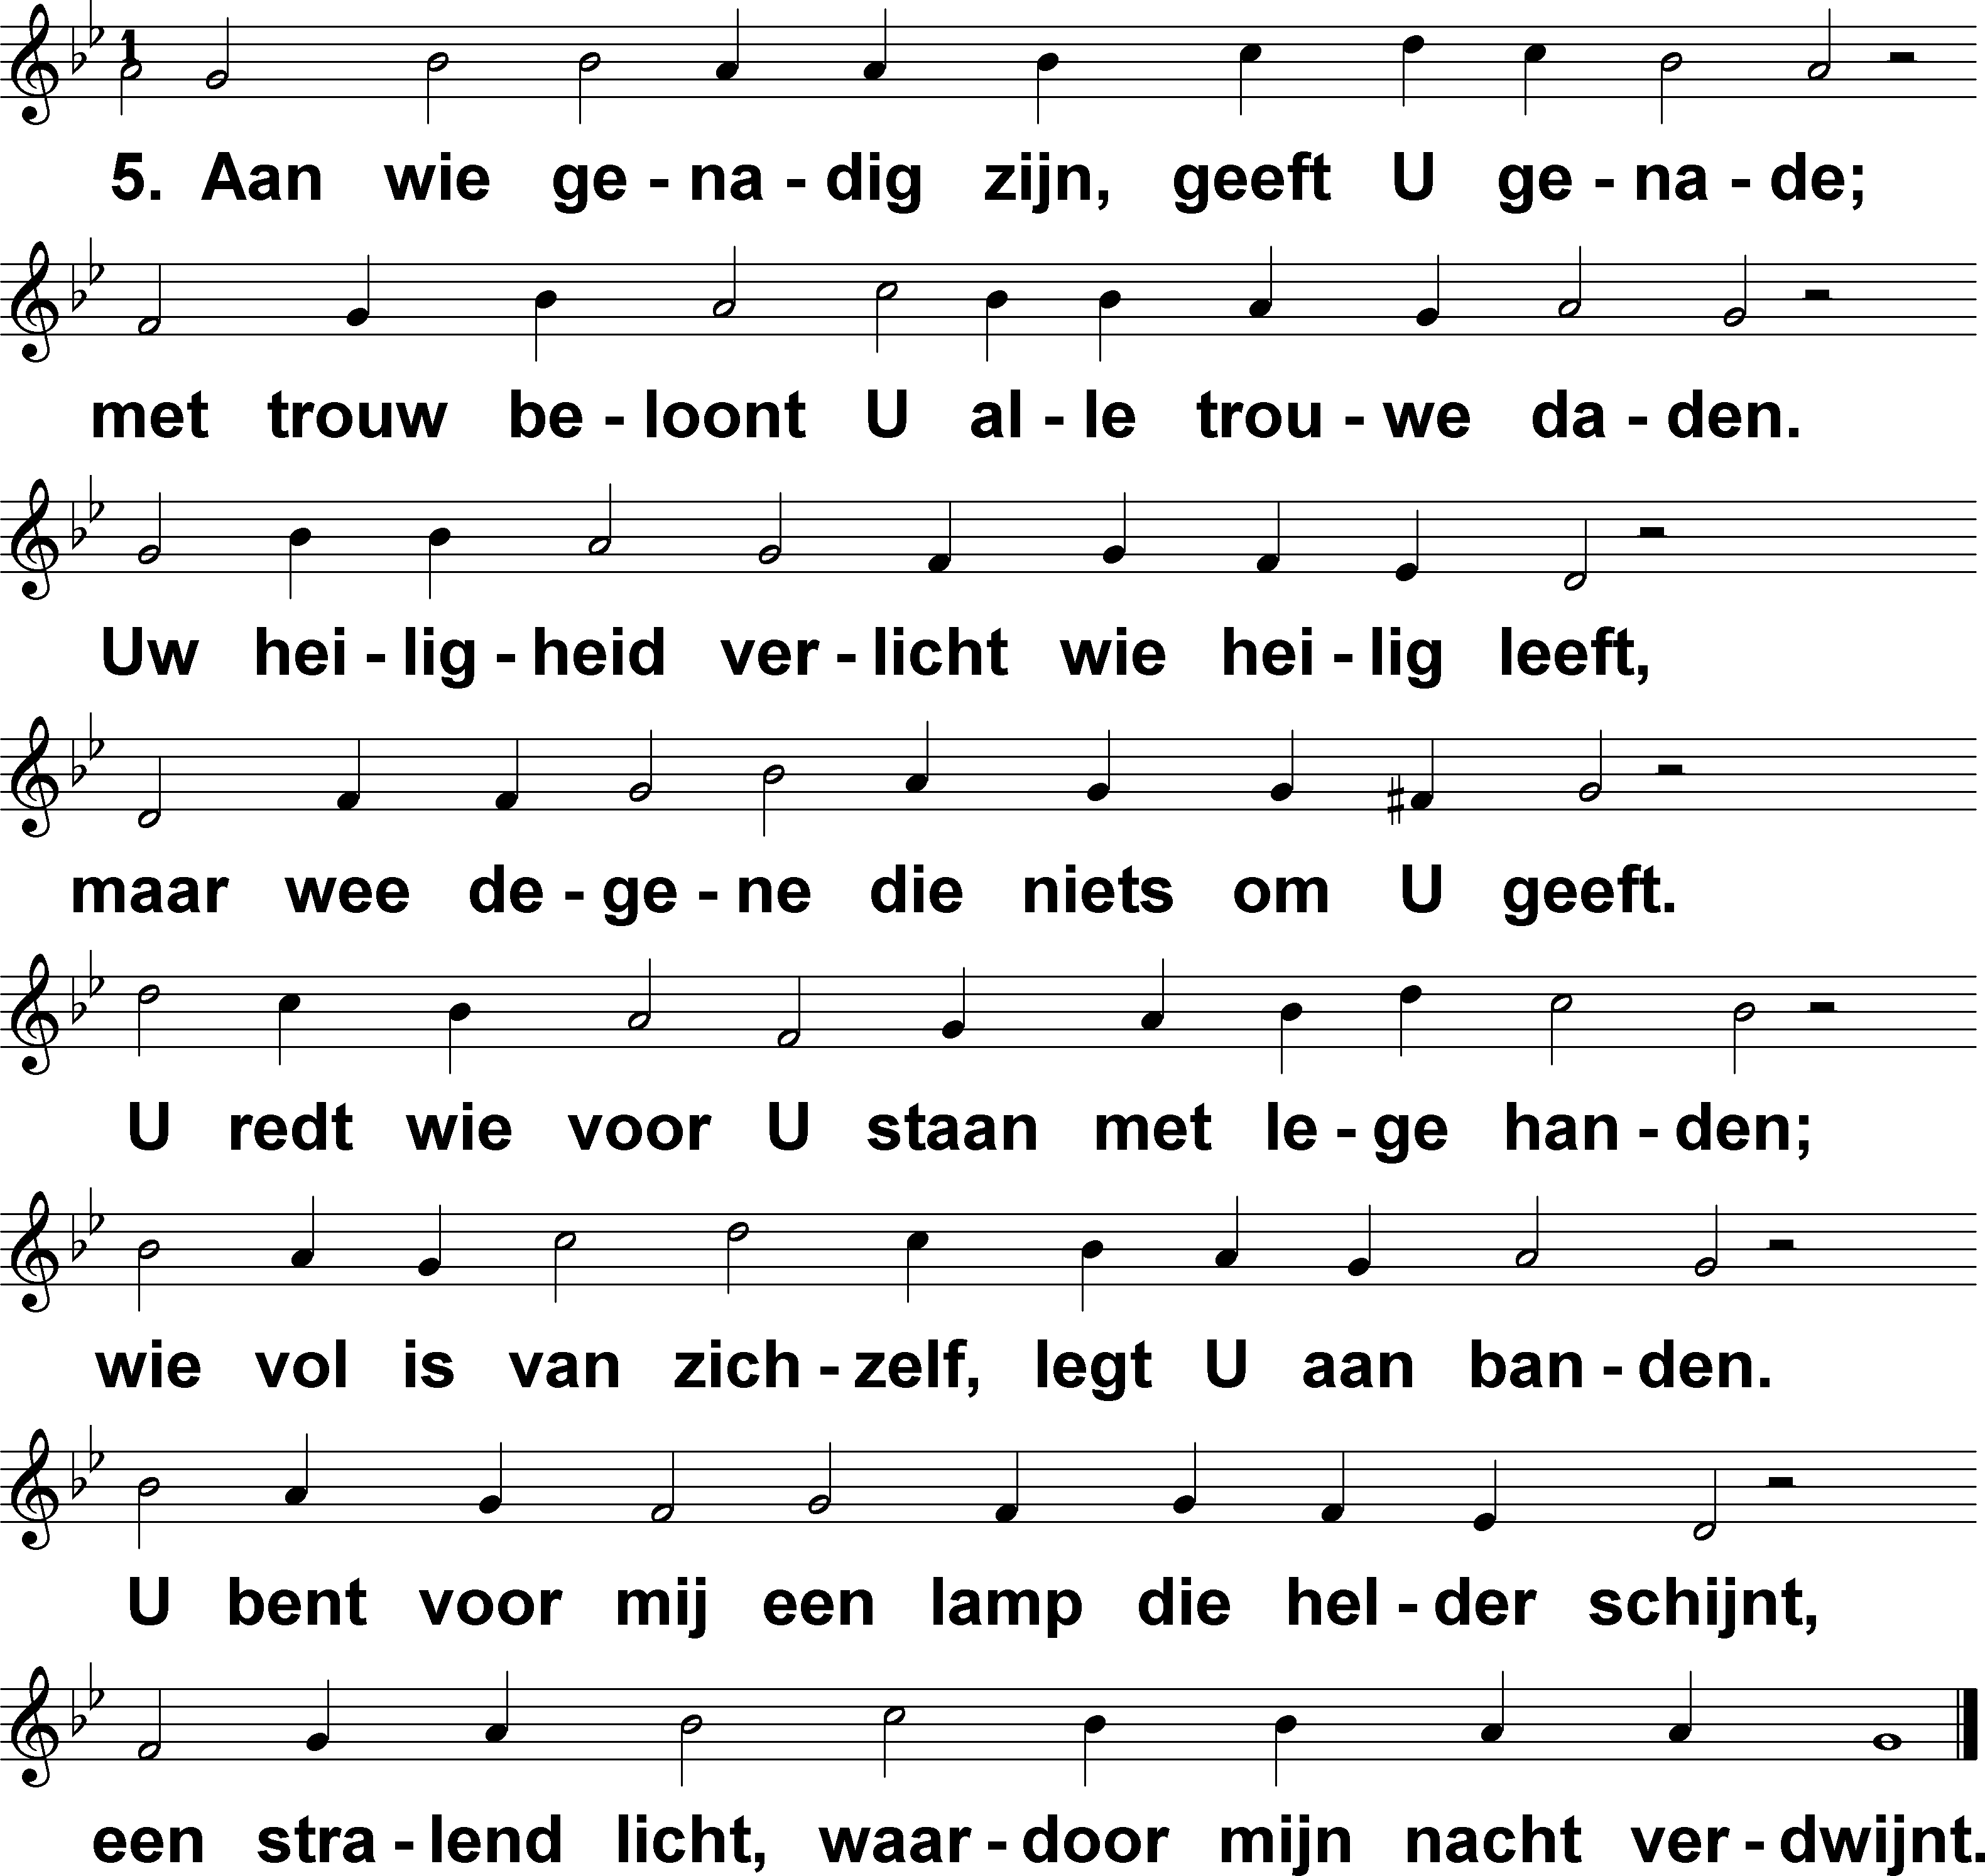 5. Aan wie ge - na - dig zijn, geeft U ge - na - de;
met trouw be - loont U al - le trou - we da - den.
Uw hei - lig - heid ver - licht wie hei - lig leeft,
maar wee de - ge - ne die niets om U geeft.
U redt wie voor U staan met le - ge han - den;
wie vol is van zich - zelf, legt U aan ban - den.
U bent voor mij een lamp die hel - der schijnt,
een stra - lend licht, waar - door mijn nacht ver - dwijnt.